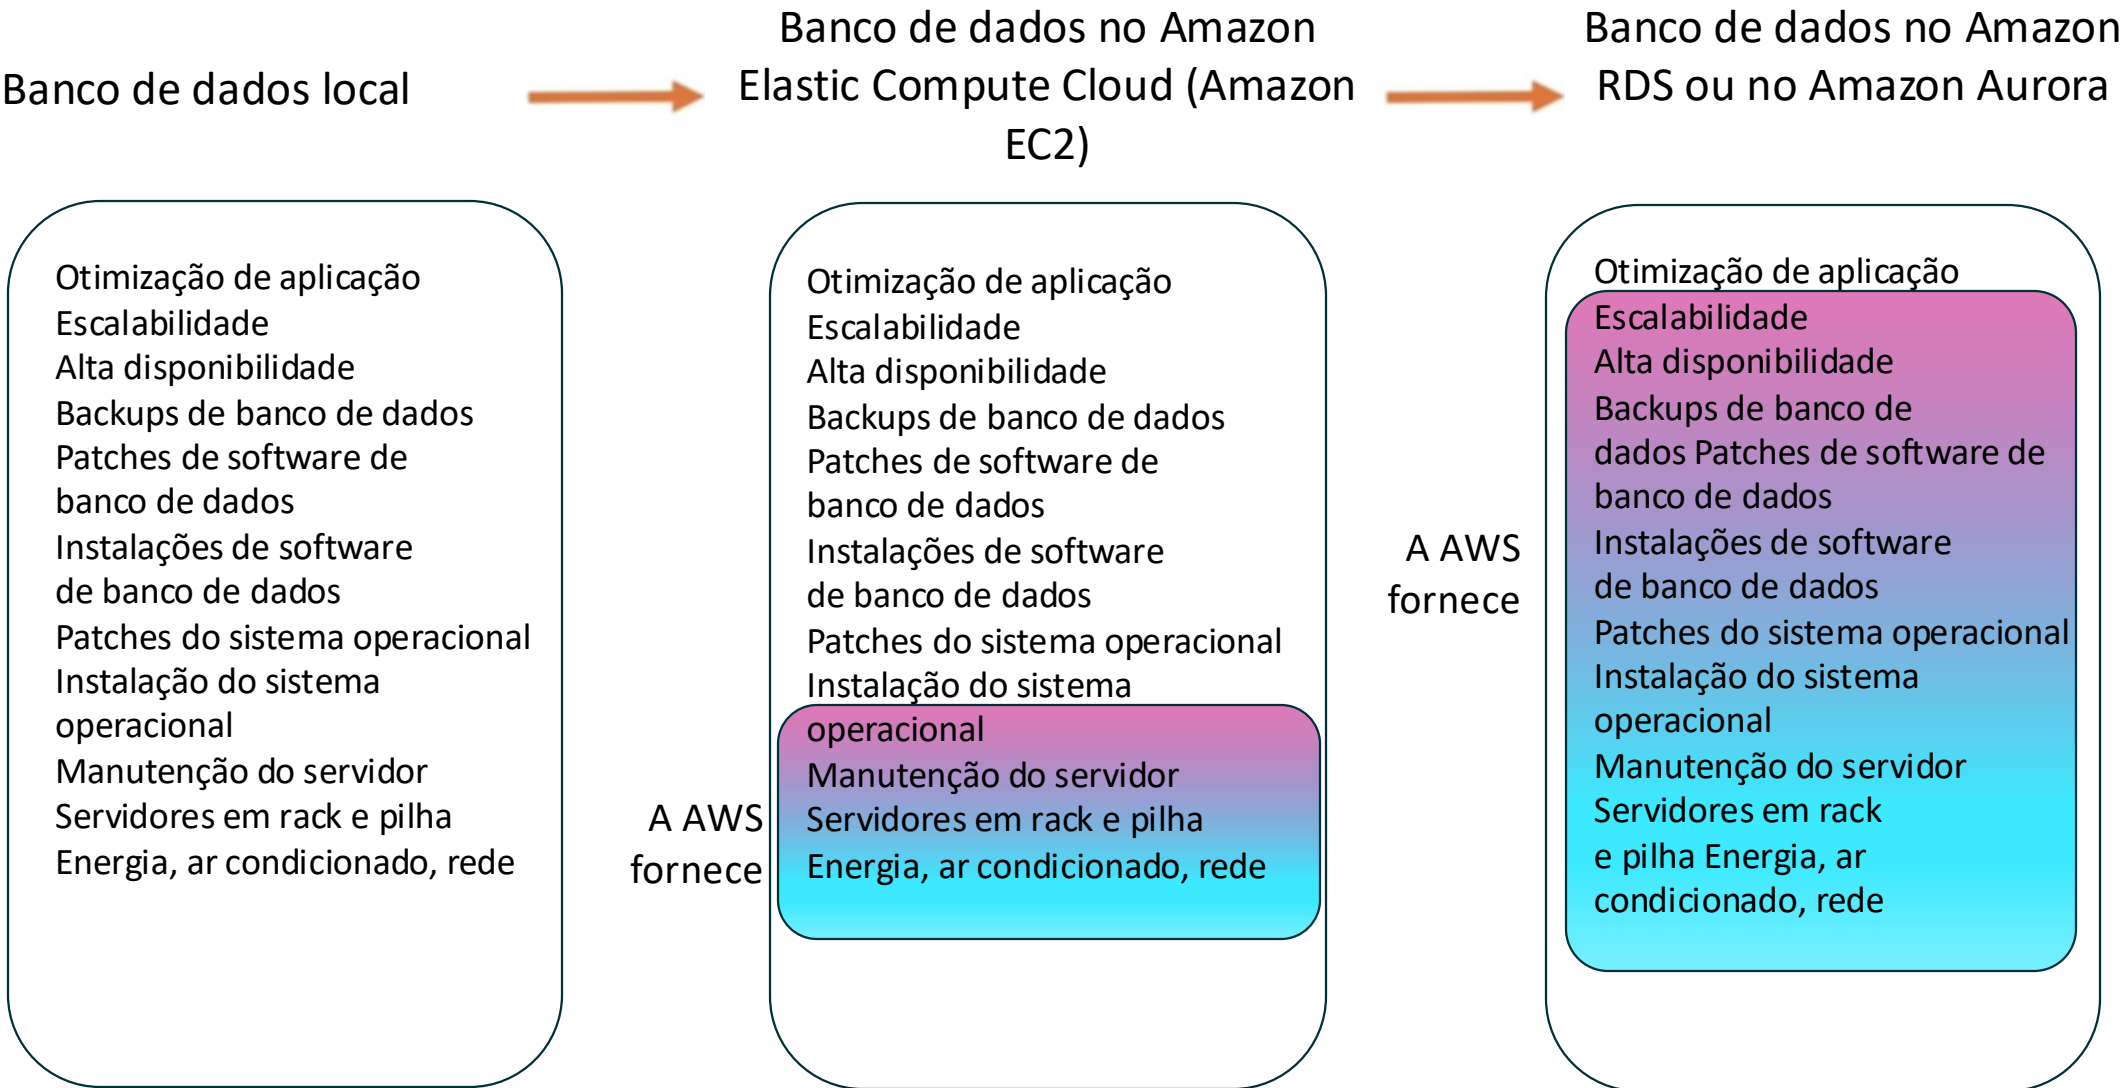 Banco de dados local
Banco de dados no Amazon
Elastic Compute Cloud (Amazon
EC2)
Banco de dados no Amazon
RDS ou no Amazon Aurora
Otimização de aplicação
Escalabilidade
Alta disponibilidade
Backups de banco de dados
Patches de software de
banco de dados
Instalações de software
de banco de dados
Patches do sistema operacional
Instalação do sistema
operacional
Manutenção do servidor
Servidores em rack e pilha
Energia, ar condicionado, rede
A AWS
fornece
Otimização de aplicação
Escalabilidade
Alta disponibilidade
Backups de banco de dados
Patches de software de
banco de dados
Instalações de software
de banco de dados
Patches do sistema operacional
Instalação do sistema
operacional
Manutenção do servidor
Servidores em rack e pilha
Energia, ar condicionado, rede
A AWS
fornece
Otimização de aplicação
Escalabilidade
Alta disponibilidade
Backups de banco de
dados Patches de software de
banco de dados
Instalações de software
de banco de dados
Patches do sistema operacional
Instalação do sistema
operacional
Manutenção do servidor
Servidores em rack
e pilha Energia, ar
condicionado, rede